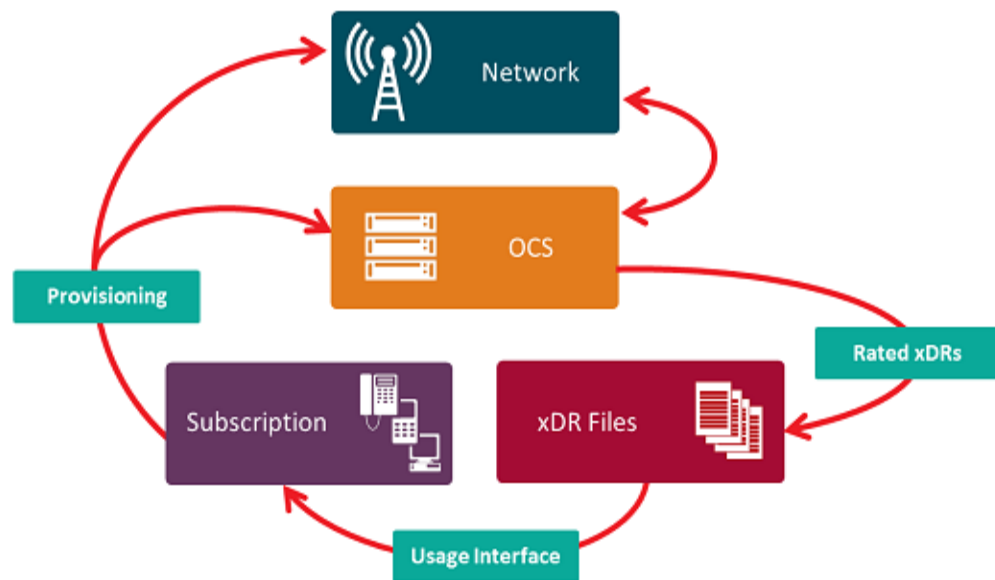 Network
OCS
Provisioning
Rated xDRs
Subscription
xDR Files
Usage Interface